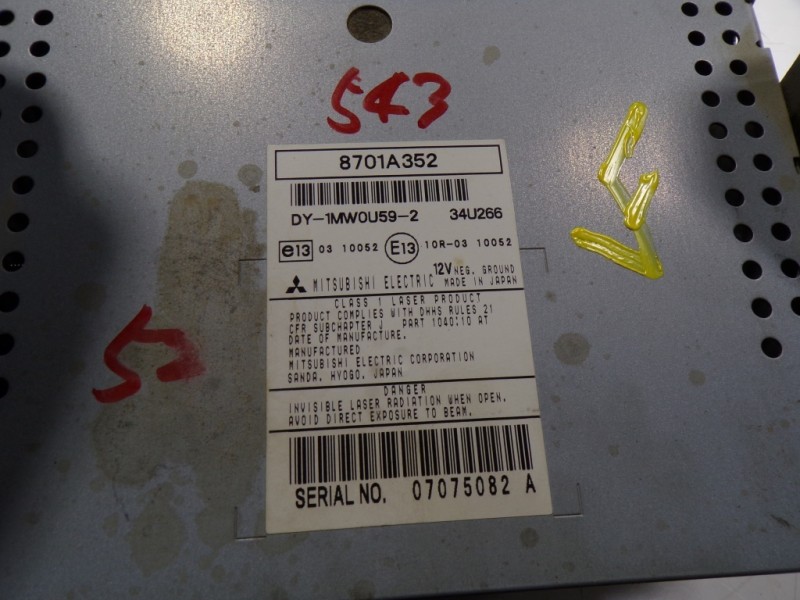 543
8701A352
DY-1MW0U59-2 34U266
e13 03 10052 E13 10R-03 10052
12V NEG. GROUND
MITSUBISHI ELECTRIC MADE IN JAPAN
CLASS 1 LASER PRODUCT
PRODUCT COMPLIES WITH DHHS RULES 21
CFR SUBCHAPTER J PART 1040:10 AT
DATE OF MANUFACTURE.
MANUFACTURED
MITSUBISHI ELECTRIC CORPORATION
SANDA, HYOGO, JAPAN
DANGER
INVISIBLE LASER RADIATION WHEN OPEN.
AVOID DIRECT EXPOSURE TO BEAM.
SERIAL NO. 07075082 A